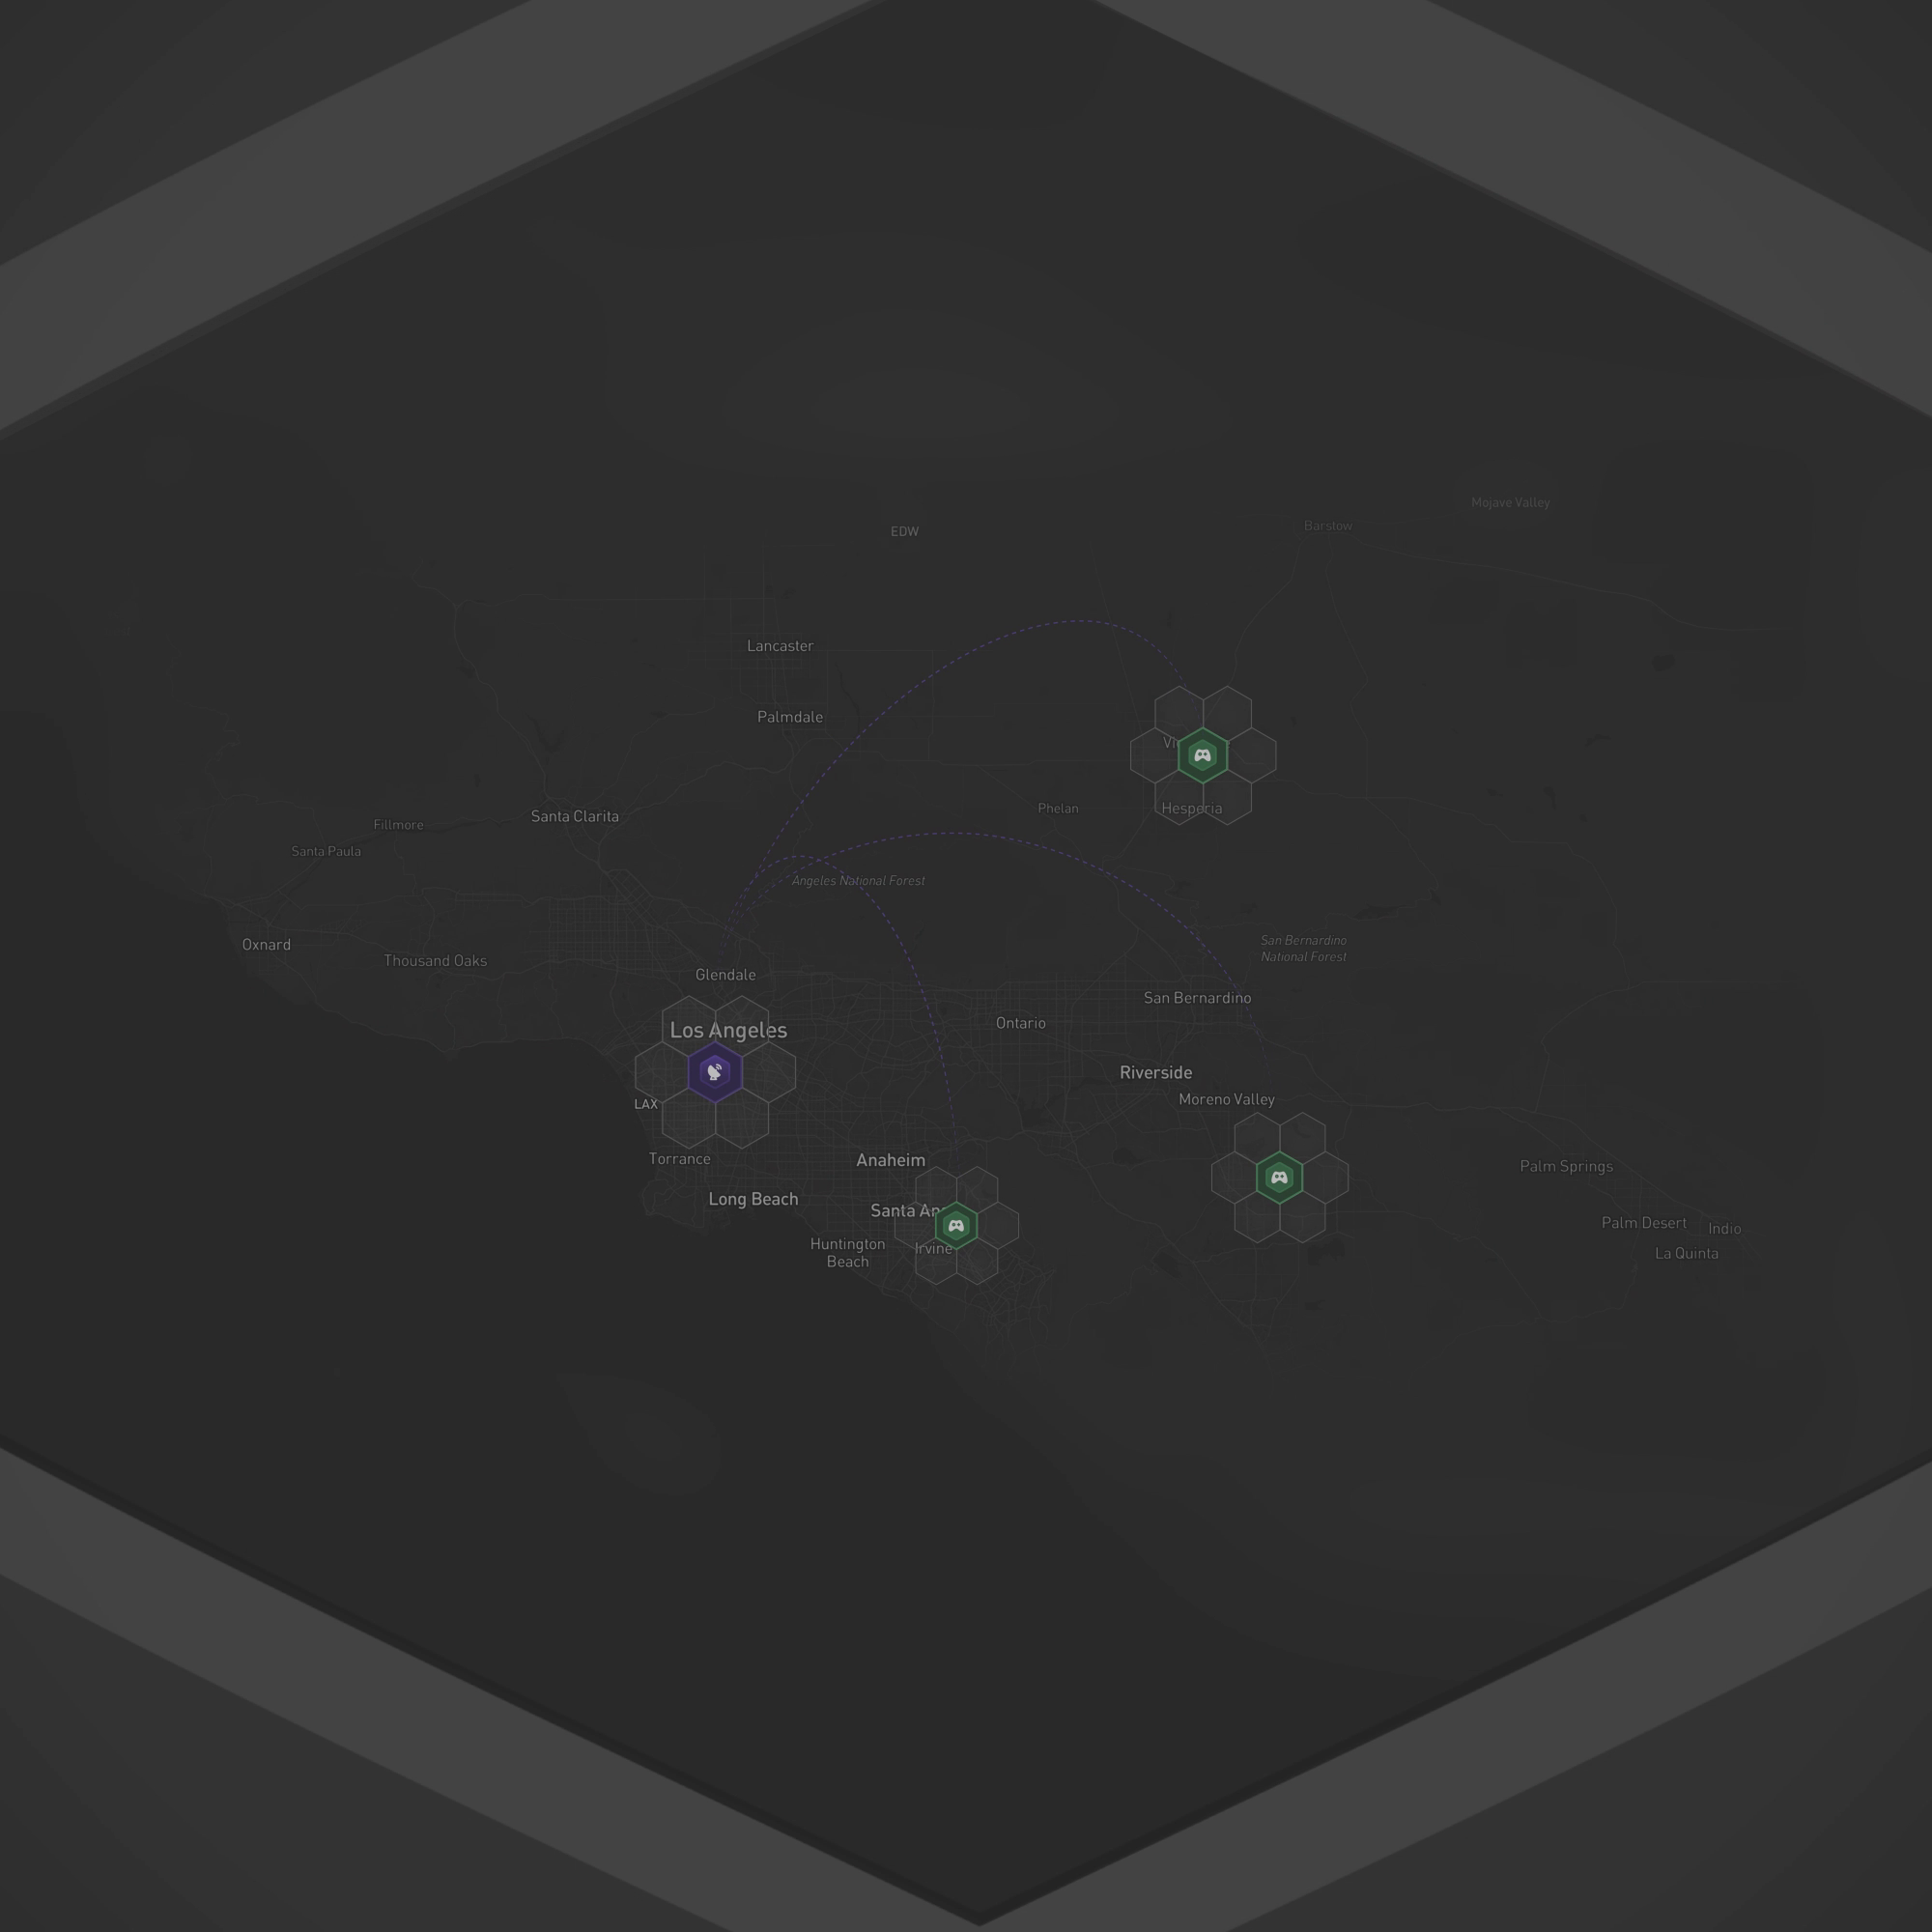 Mojave Valley
Barstow
EDW
Lancaster
Palmdale
Hesperia
Phelan
Santa Clarita
Fillmore
Santa Paula
Angeles National Forest
San Bernardino
National Forest
Oxnard
Thousand Oaks
Glendale
San Bernardino
Ontario
Los Angeles
Riverside
Moreno Valley
LAX
Torrance
Anaheim
Palm Springs
Long Beach
Santa An
Palm Desert
Indio
Huntington
Beach
Irvine
La Quinta